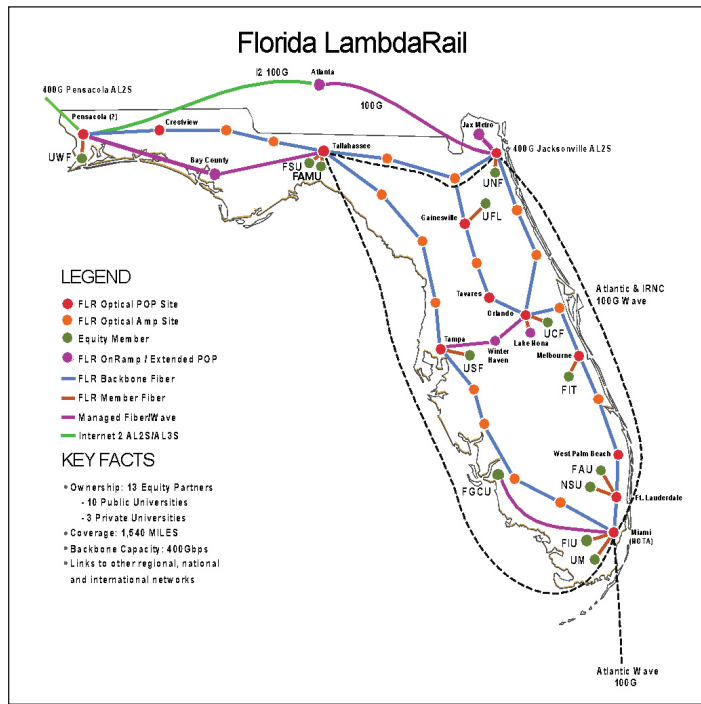 Florida LambdaRail
I2 100G
Atlanta
400G Pensacola AL2S
100G
Pensacola (2)
Crestview
Jax Metro
Tallahassee
400G Jacksonville AL2S
UWF
Bay County
FSU
FAMU
UNF
Gainesville
UFL
LEGEND
FLR Optical POP Site
FLR Optical Amp Site
Equity Member
FLR OnRamp / Extended POP
FLR Backbone Fiber
FLR Member Fiber
Managed Fiber/Wave
Internet 2 AL2S/AL3S
Atlantic & IRNC
100G Wave
Tavares
Orlando
UCF
Lake Nona
Tampa
Winter
Haven
USF
Melbourne
FIT
KEY FACTS
• Ownership: 13 Equity Partners
- 10 Public Universities
- 3 Private Universities
• Coverage: 1,540 MILES
• Backbone Capacity: 400Gbps
• Links to other regional, national
and international networks
West Palm Beach
FAU
NSU
Ft. Lauderdale
FGCU
Miami
(NOTA)
FIU
UM
Atlantic Wave
100G